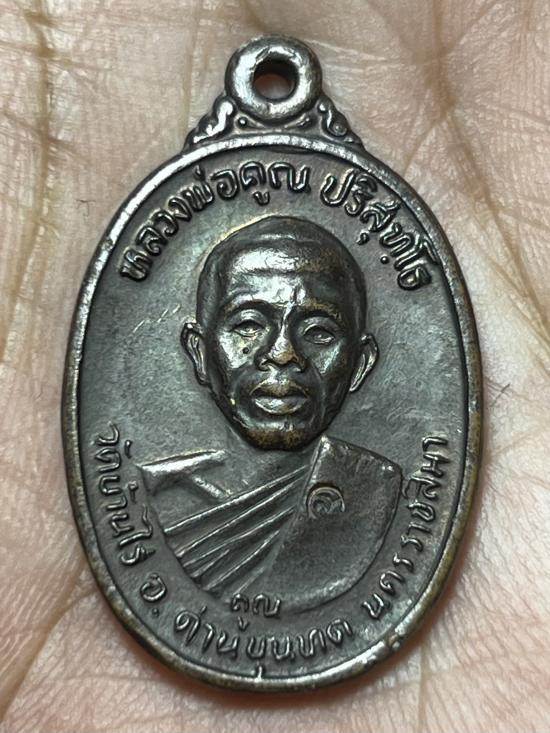 หลวงพ่อคูณ ปริสุทฺโธ
วัดบ้านไร่ อ. ด่านขุนทด นครราชสีมา
คูณ